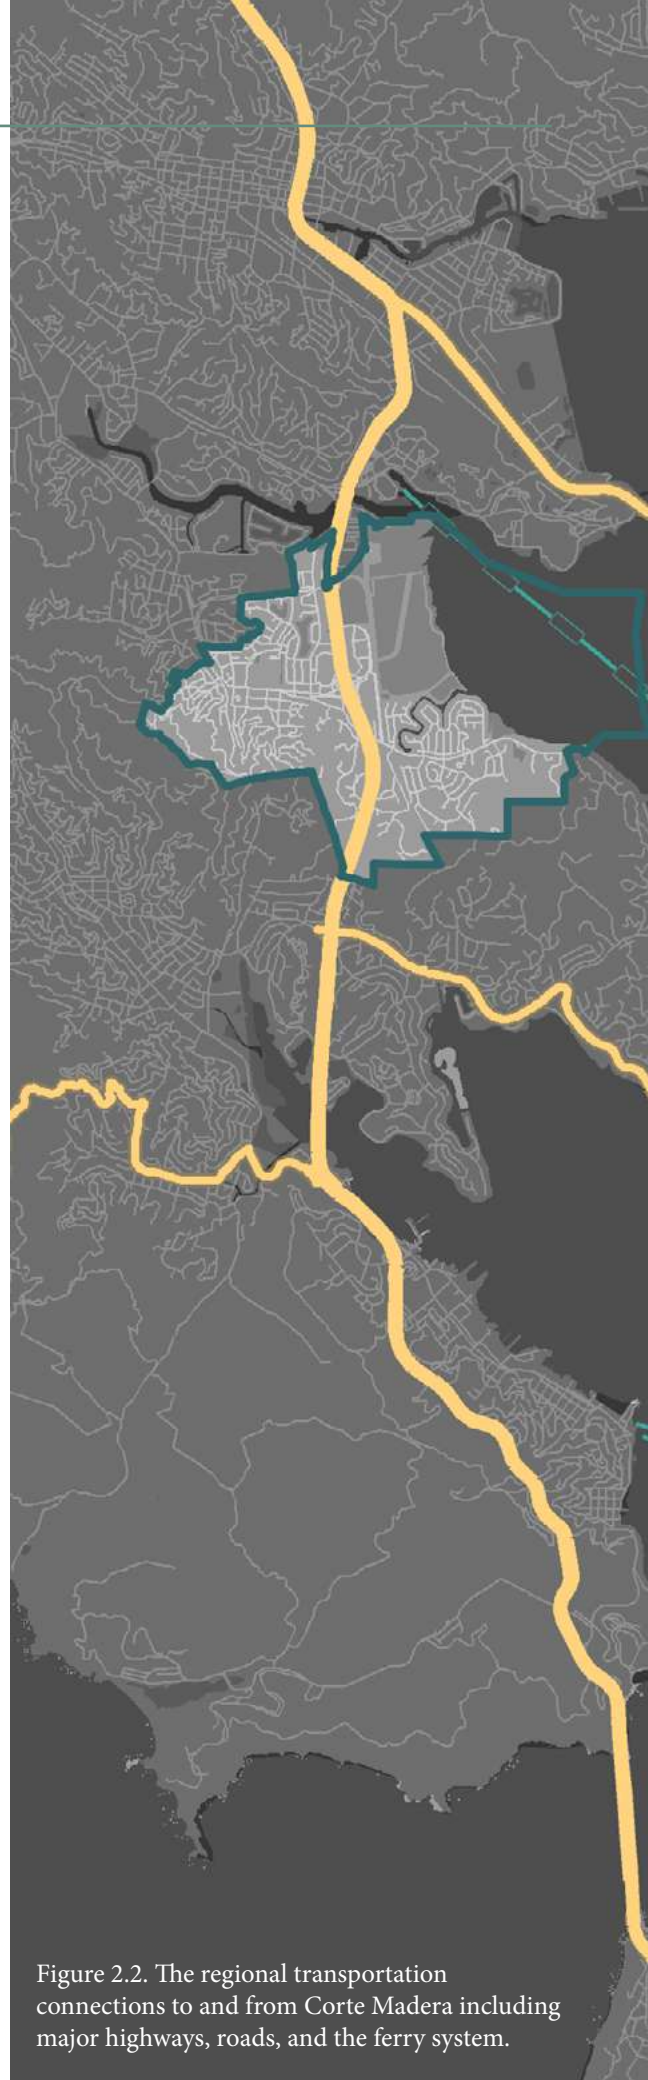 Figure 2.2. The regional transportation
connections to and from Corte Madera including
major highways, roads, and the ferry system.